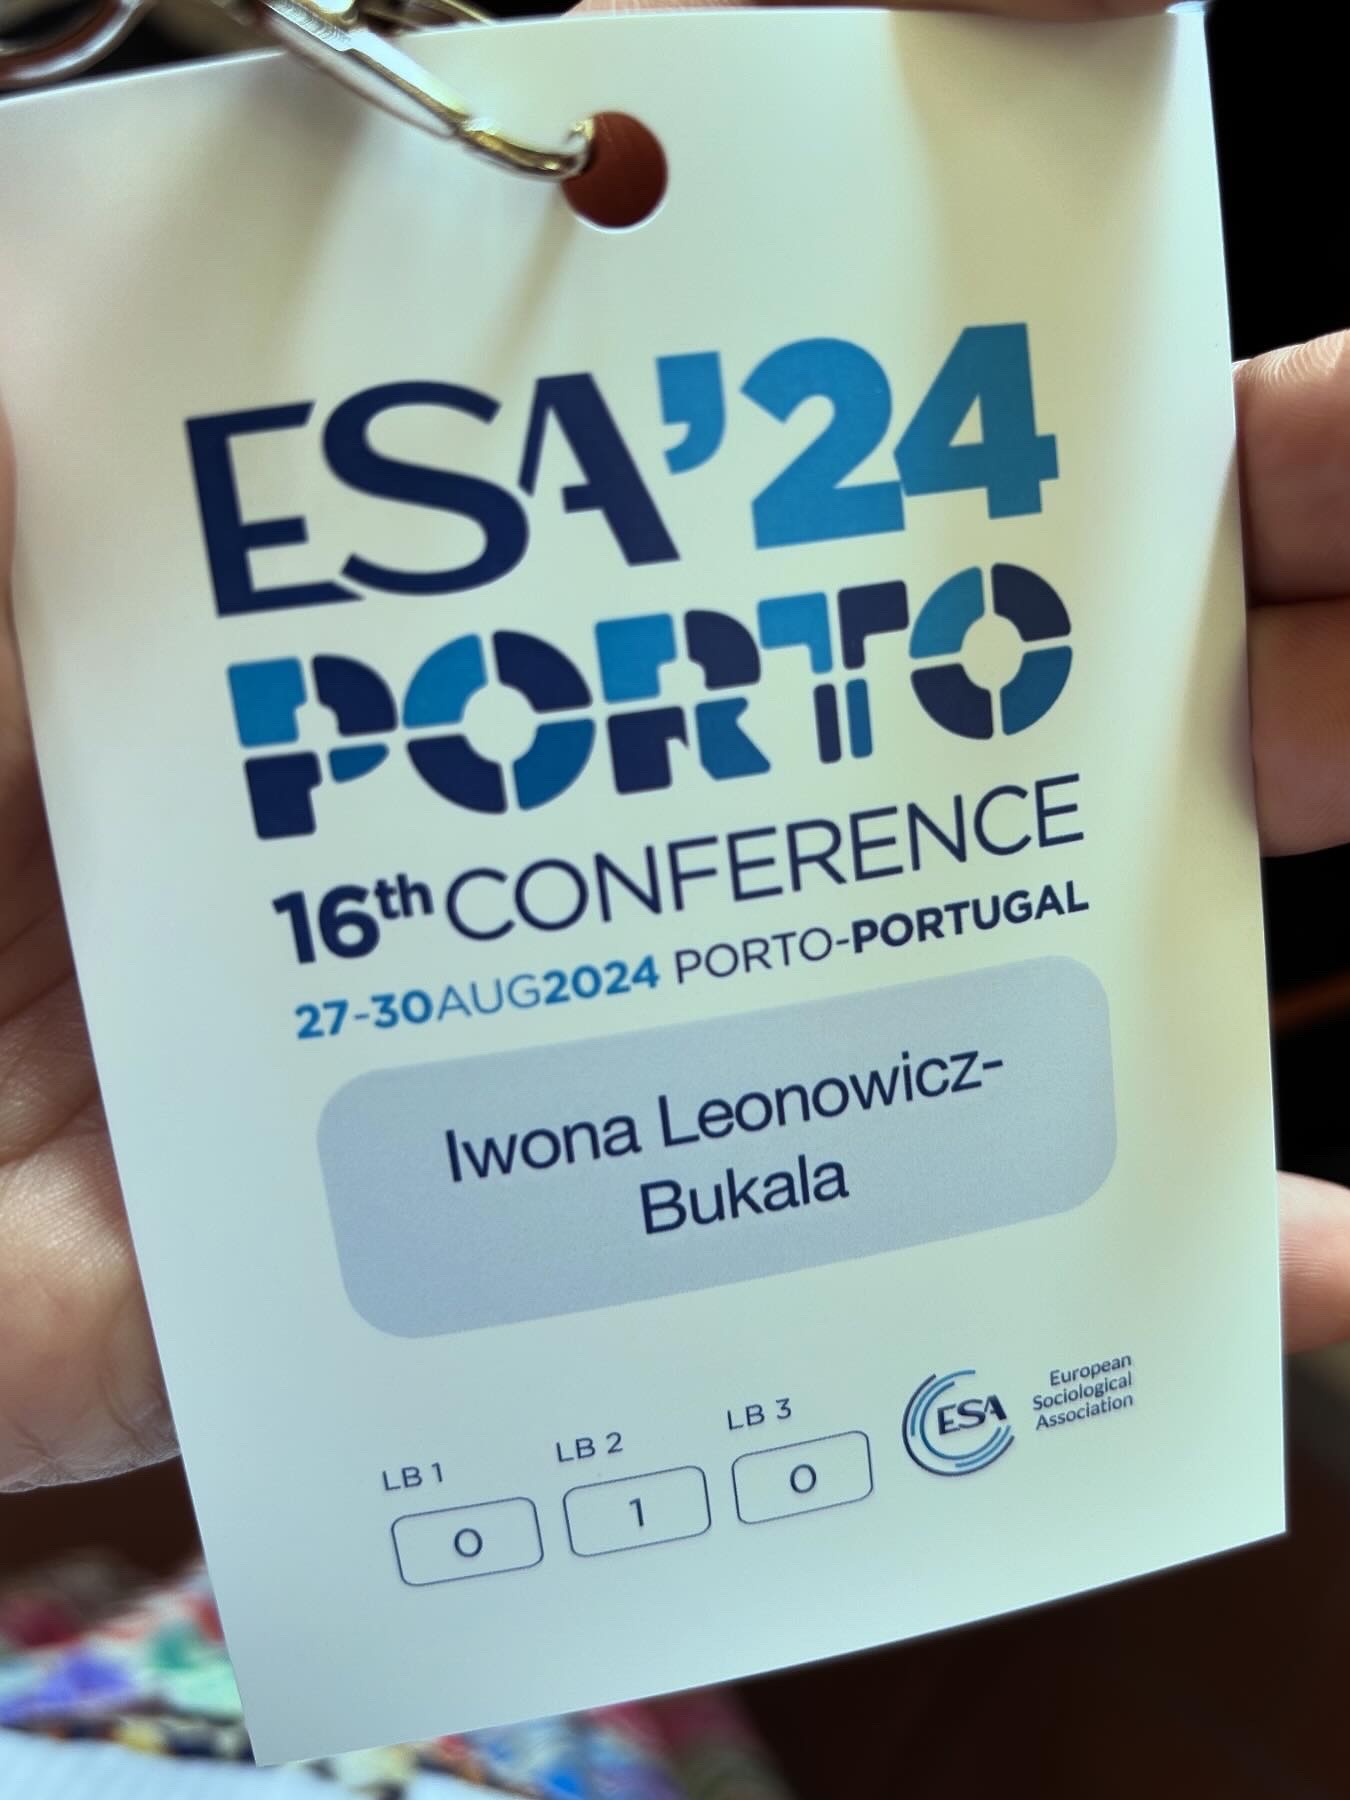 ESA'24
PORTO
16th CONFERENCE
27-30AUG2024 PORTO-PORTUGAL
Iwona Leonowicz-
Bukala
LB 1
LB 2
LB 3
0
1
0
ESA
European
Sociological
Association